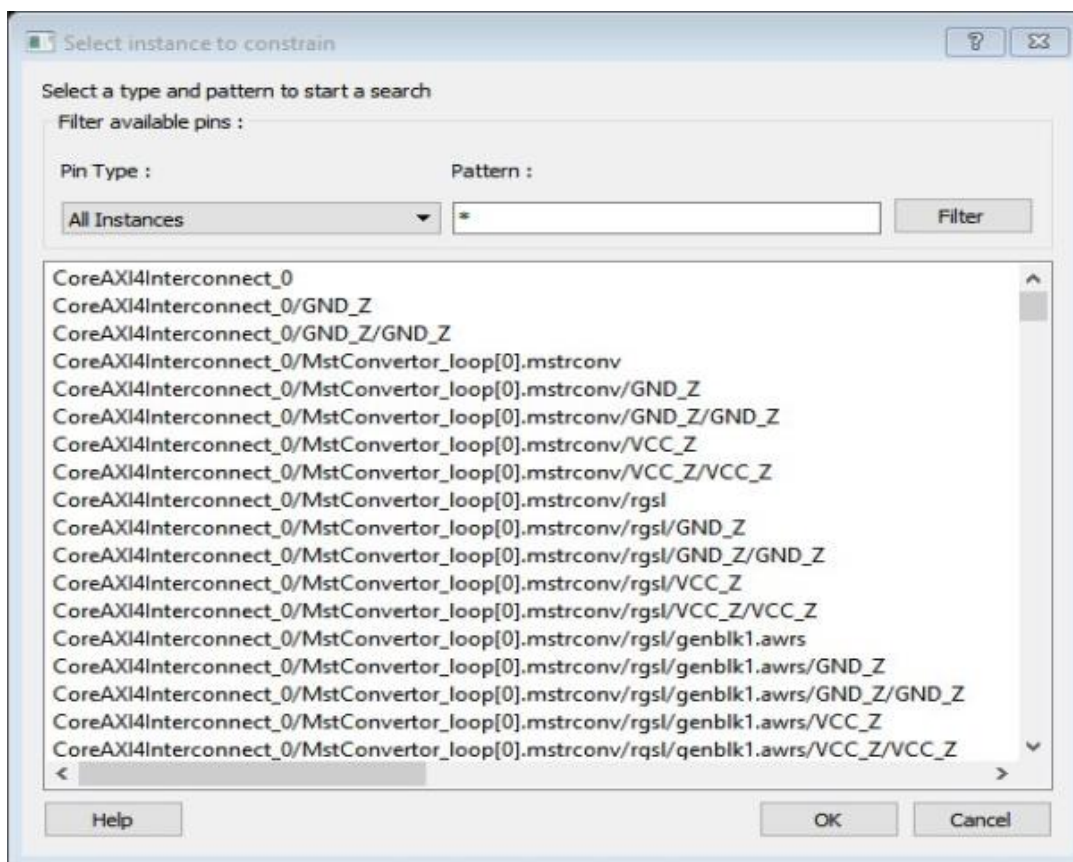 Select instance to constrain
Select a type and pattern to start a search
Filter available pins :
Pin Type : Pattern :
All Instances * Filter
CoreAXI4Interconnect_0
CoreAXI4Interconnect_0/GND_Z
CoreAXI4Interconnect_0/GND_Z/GND_Z
CoreAXI4Interconnect_0/MstConvertor_loop[0].mstrconv
CoreAXI4Interconnect_0/MstConvertor_loop[0].mstrconv/GND_Z
CoreAXI4Interconnect_0/MstConvertor_loop[0].mstrconv/GND_Z/GND_Z
CoreAXI4Interconnect_0/MstConvertor_loop[0].mstrconv/VCC_Z
CoreAXI4Interconnect_0/MstConvertor_loop[0].mstrconv/VCC_Z/VCC_Z
CoreAXI4Interconnect_0/MstConvertor_loop[0].mstrconv/rgsl
CoreAXI4Interconnect_0/MstConvertor_loop[0].mstrconv/rgsl/GND_Z
CoreAXI4Interconnect_0/MstConvertor_loop[0].mstrconv/rgsl/GND_Z/GND_Z
CoreAXI4Interconnect_0/MstConvertor_loop[0].mstrconv/rgsl/VCC_Z
CoreAXI4Interconnect_0/MstConvertor_loop[0].mstrconv/rgsl/VCC_Z/VCC_Z
CoreAXI4Interconnect_0/MstConvertor_loop[0].mstrconv/rgsl/genblk1.awrs
CoreAXI4Interconnect_0/MstConvertor_loop[0].mstrconv/rgsl/genblk1.awrs/GND_Z
CoreAXI4Interconnect_0/MstConvertor_loop[0].mstrconv/rgsl/genblk1.awrs/GND_Z/GND_Z
CoreAXI4Interconnect_0/MstConvertor_loop[0].mstrconv/rgsl/genblk1.awrs/VCC_Z
CoreAXI4Interconnect_0/MstConvertor_loop[0].mstrconv/rgsl/genblk1.awrs/VCC_Z/VCC_Z
Help OK Cancel